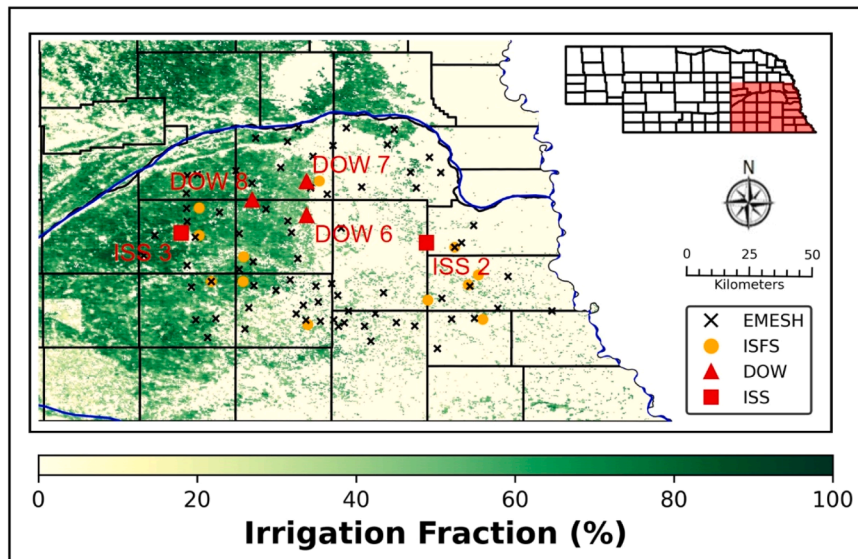 DOW 7
DOW 8
DOW 6
ISS 3
ISS 2
N
0 50
Kilometers
EMESH
ISFS
DOW
ISS
0 20 40 60 80 100
Irrigation Fraction (%)